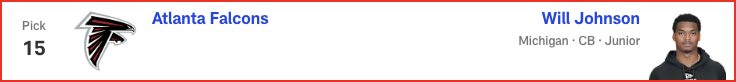 Pick
15
Atlanta Falcons
Will Johnson
Michigan · CB · Junior